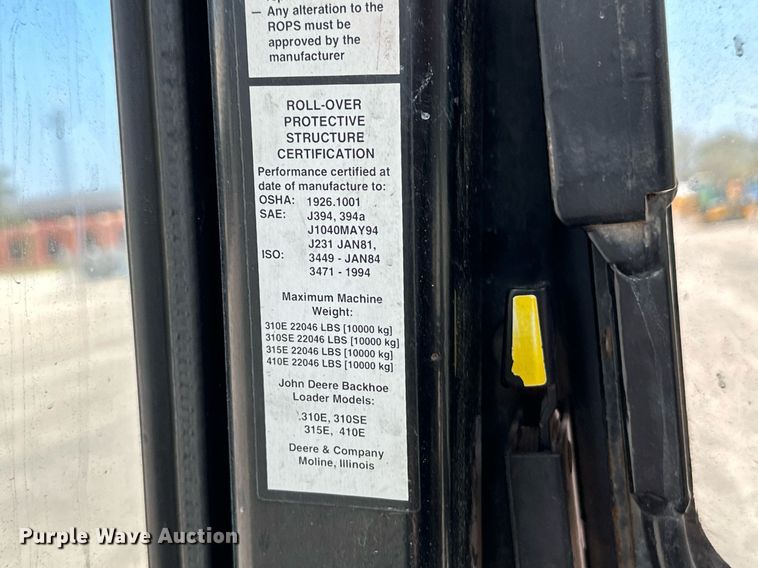 — Any alteration to the
ROPS must be
approved by the
manufacturer
ROLL-OVER
PROTECTIVE
STRUCTURE
CERTIFICATION
Performance certified at
date of manufacture to:
OSHA: 1926.1001
SAE: J394, 394a
J1040MAY94
J231 JAN81,
ISO: 3449 - JAN84
3471 - 1994
Maximum Machine
Weight:
310E 22046 LBS [10000 kg]
310SE 22046 LBS [10000 kg]
315E 22046 LBS [10000 kg]
410E 22046 LBS [10000 kg]
John Deere Backhoe
Loader Models:
310E, 310SE
315E, 410E
Deere & Company
Moline, Illinois
Purple Wave Auction